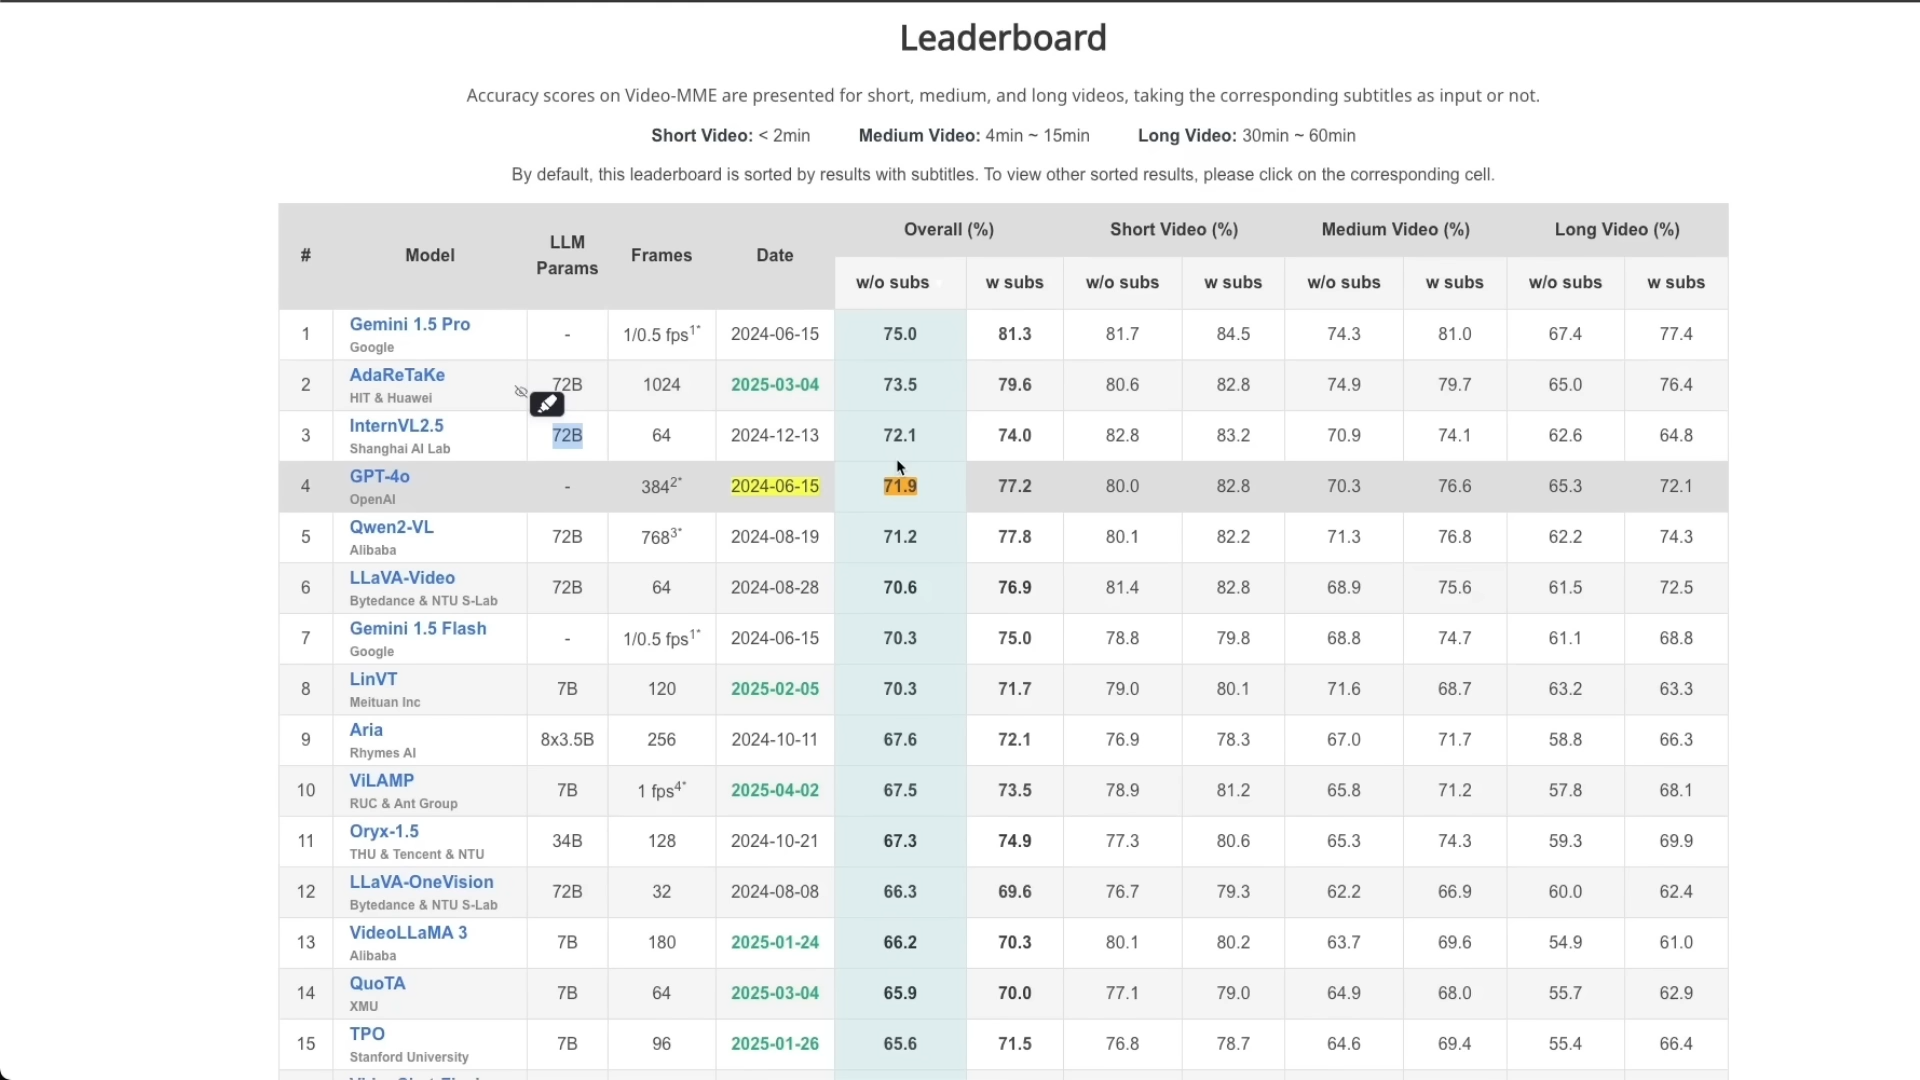 Leaderboard
Accuracy scores on Video-MME are presented for short, medium, and long videos, taking the corresponding subtitles as input or not.
Short Video: < 2min Medium Video: 4min ~ 15min Long Video: 30min ~ 60min
By default, this leaderboard is sorted by results with subtitles. To view other sorted results, please click on the corresponding cell.
# Model LLM Params Frames Date Overall (%) Short Video (%) Medium Video (%) Long Video (%)
w/o subs w subs w/o subs w subs w/o subs w subs w/o subs w subs
1 Gemini 1.5 Pro - 1/0.5 fps1* 2024-06-15 75.0 81.3 81.7 84.5 74.3 81.0 67.4 77.4
Google
2 AdaReTaKe 72B 1024 2025-03-04 73.5 79.6 80.6 82.8 74.9 79.7 65.0 76.4
HIT & Huawei
3 InternVL2.5 72B 64 2024-12-13 72.1 74.0 82.8 83.2 70.9 74.1 62.6 64.8
Shanghai AI Lab
4 GPT-4o - 3842* 2024-06-15 71.9 77.2 80.0 82.8 70.3 76.6 65.3 72.1
OpenAI
5 Qwen2-VL 72B 7683* 2024-08-19 71.2 77.8 80.1 82.2 71.3 76.8 62.2 74.3
Alibaba
6 LLaVA-Video 72B 64 2024-08-28 70.6 76.9 81.4 82.8 68.9 75.6 61.5 72.5
Bytedance & NTU S-Lab
7 Gemini 1.5 Flash - 1/0.5 fps1* 2024-06-15 70.3 75.0 78.8 79.8 68.8 74.7 61.1 68.8
Google
8 LinVT 7B 120 2025-02-05 70.3 71.7 79.0 80.1 71.6 68.7 63.2 63.3
Meituan Inc
9 Aria 8x3.5B 256 2024-10-11 67.6 72.1 76.9 78.3 67.0 71.7 58.8 66.3
Rhymes AI
10 ViLAMP 7B 1 fps4* 2025-04-02 67.5 73.5 78.9 81.2 65.8 71.2 57.8 68.1
RUC & Ant Group
11 Oryx-1.5 34B 128 2024-10-21 67.3 74.9 77.3 80.6 65.3 74.3 59.3 69.9
THU & Tencent & NTU
12 LLaVA-OneVision 72B 32 2024-08-08 66.3 69.6 76.7 79.3 62.2 66.9 60.0 62.4
Bytedance & NTU S-Lab
13 VideoLLaMA 3 7B 180 2025-01-24 66.2 70.3 80.1 80.2 63.7 69.6 54.9 61.0
Alibaba
14 QuoTA 7B 64 2025-03-04 65.9 70.0 77.1 79.0 64.9 68.0 55.7 62.9
XMU
15 TPO 7B 96 2025-01-26 65.6 71.5 76.8 78.7 64.6 69.4 55.4 66.4
Stanford University